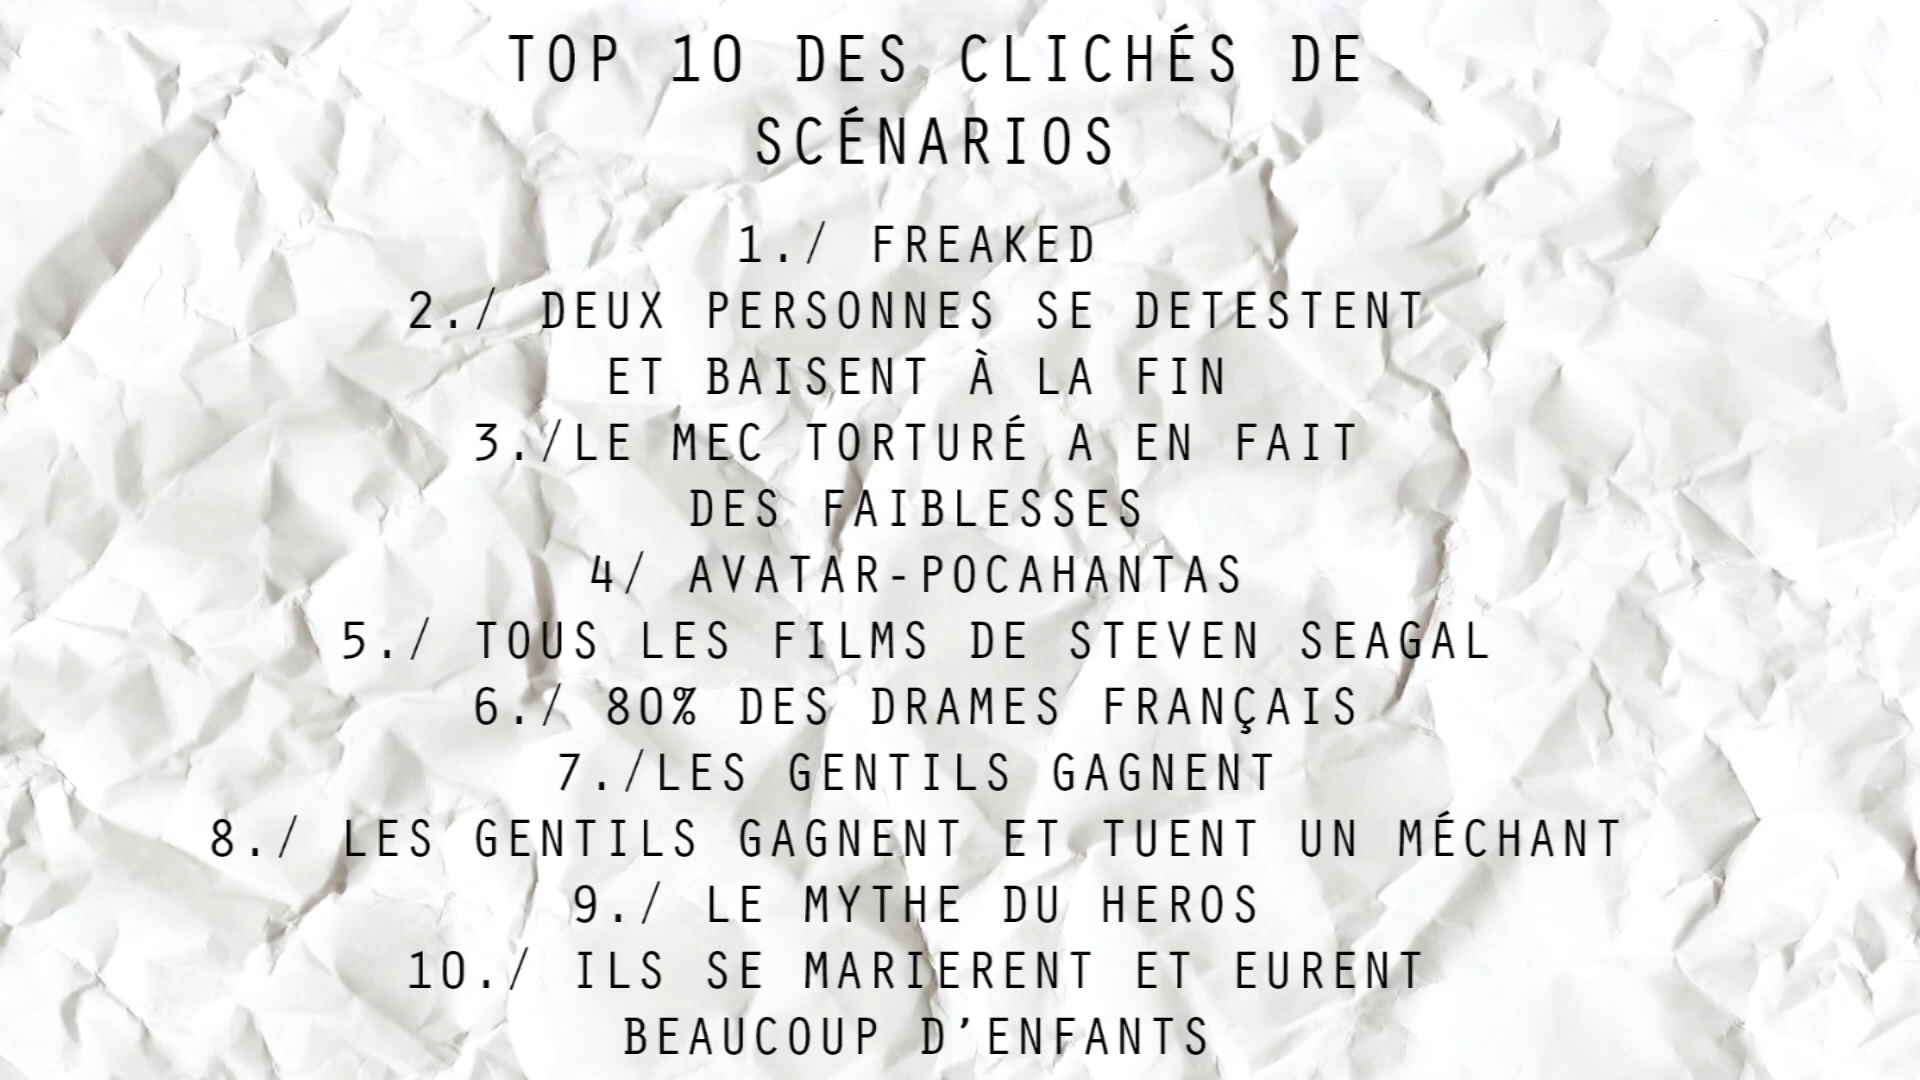 TOP 10 DES CLICHÉS DE
SCÉNARIOS
1./ FREAKED
2./ DEUX PERSONNES SE DETESTENT
ET BAISENT À LA FIN
3./LE MEC TORTURÉ A EN FAIT
DES FAIBLESSES
4/ AVATAR-POCAHANTAS
5./ TOUS LES FILMS DE STEVEN SEAGAL
6./ 80% DES DRAMES FRANÇAIS
7./LES GENTILS GAGNENT
8./ LES GENTILS GAGNENT ET TUENT UN MÉCHANT
9./ LE MYTHE DU HEROS
10./ ILS SE MARIERENT ET EURENT
BEAUCOUP D’ENFANTS